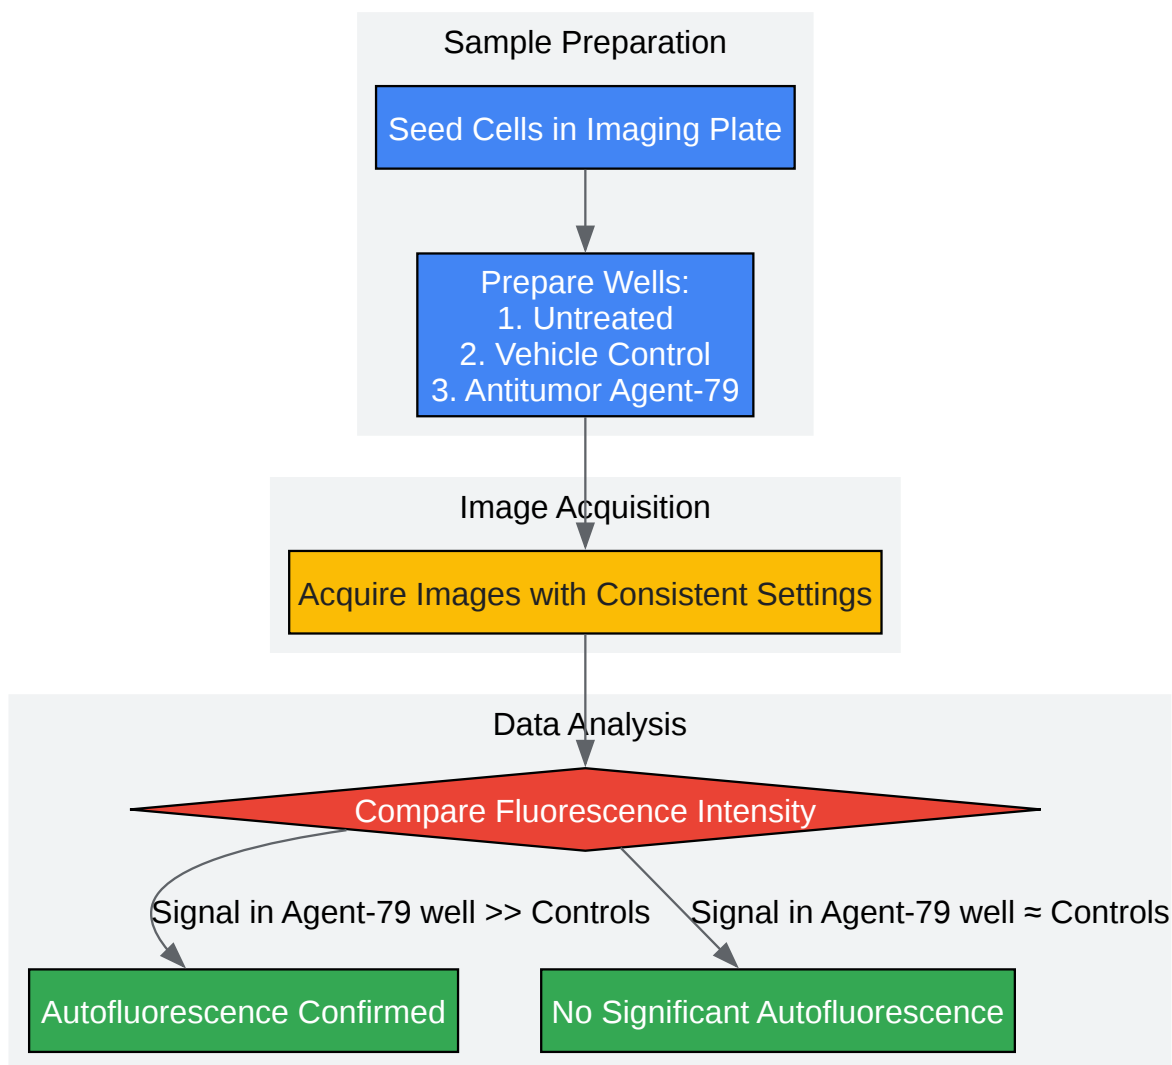 Sample Preparation
Seed Cells in Imaging Plate
Prepare Wells:
1. Untreated
2. Vehicle Control
3. Antitumor Agent-79
Image Acquisition
Acquire Images with Consistent Settings
Data Analysis
Compare Fluorescence Intensity
Signal in Agent-79 well >> Controls
Signal in Agent-79 well ≈ Controls
Autofluorescence Confirmed
No Significant Autofluorescence